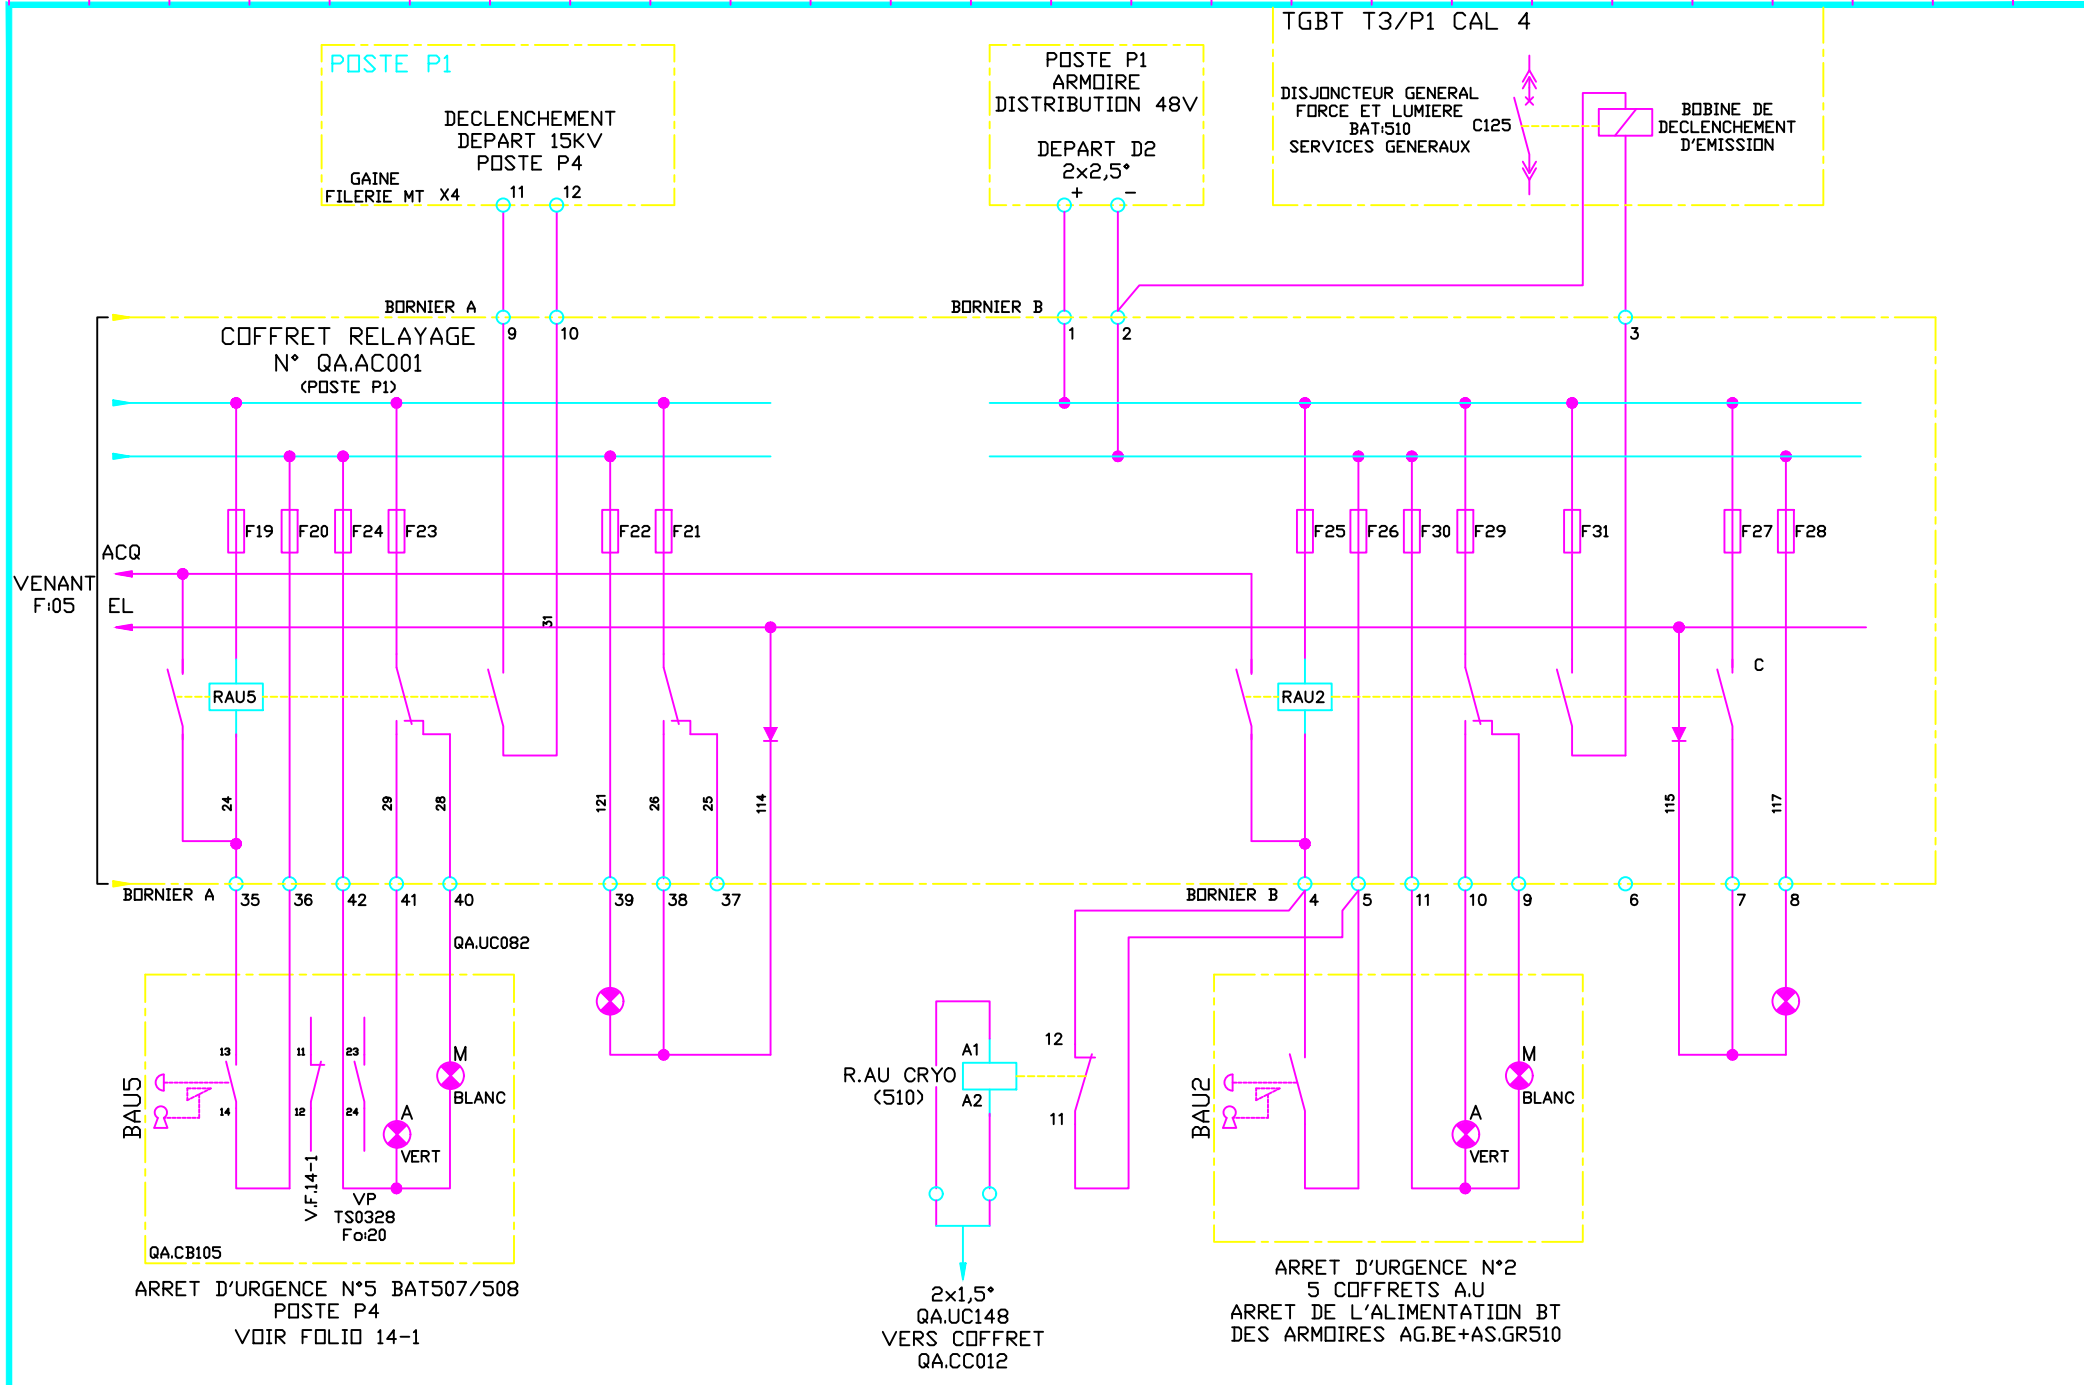 TGBT T3/P1 CAL 4
POSTE P1
DECLENCHEMENT
DEPART 15KV
POSTE P4
GAINE
FILERIE MT X4
11
12
POSTE P1
ARMOIRE
DISTRIBUTION 48V
DEPART D2
2x2,5°
+
-
DISJONCTEUR GENERAL
FORCE ET LUMIERE
BAT:510
SERVICES GENERAUX
C125
BOBINE DE
DECLENCHEMENT
D'EMISSION
BORNIER A
9
10
BORNIER B
1
2
3
COFFRET RELAYAGE
N° QA.AC001
(POSTE P1)
F19
F20
F24
F23
F22
F21
F25
F26
F30
F29
F31
F27
F28
ACQ
VENANT
F:05
EL
31
RAU5
RAU2
C
24
29
28
121
26
25
114
115
117
BORNIER A
35
36
42
41
40
39
38
37
BORNIER B
4
5
11
10
9
6
7
8
QA.UC082
BAU5
13
14
11
12
23
24
M
BLANC
A
VERT
V.F.14-1
VP
TS0328
Fo:20
QA.CB105
ARRET D'URGENCE N°5 BAT507/508
POSTE P4
VOIR FOLIO 14-1
R.AU CRYO
(510)
A1
A2
12
11
2x1,5°
QA.UC148
VERS COFFRET
QA.CC012
BAU2
M
BLANC
A
VERT
ARRET D'URGENCE N°2
5 COFFRETS A.U
ARRET DE L'ALIMENTATION BT
DES ARMOIRES AG.BE+AS.GR510